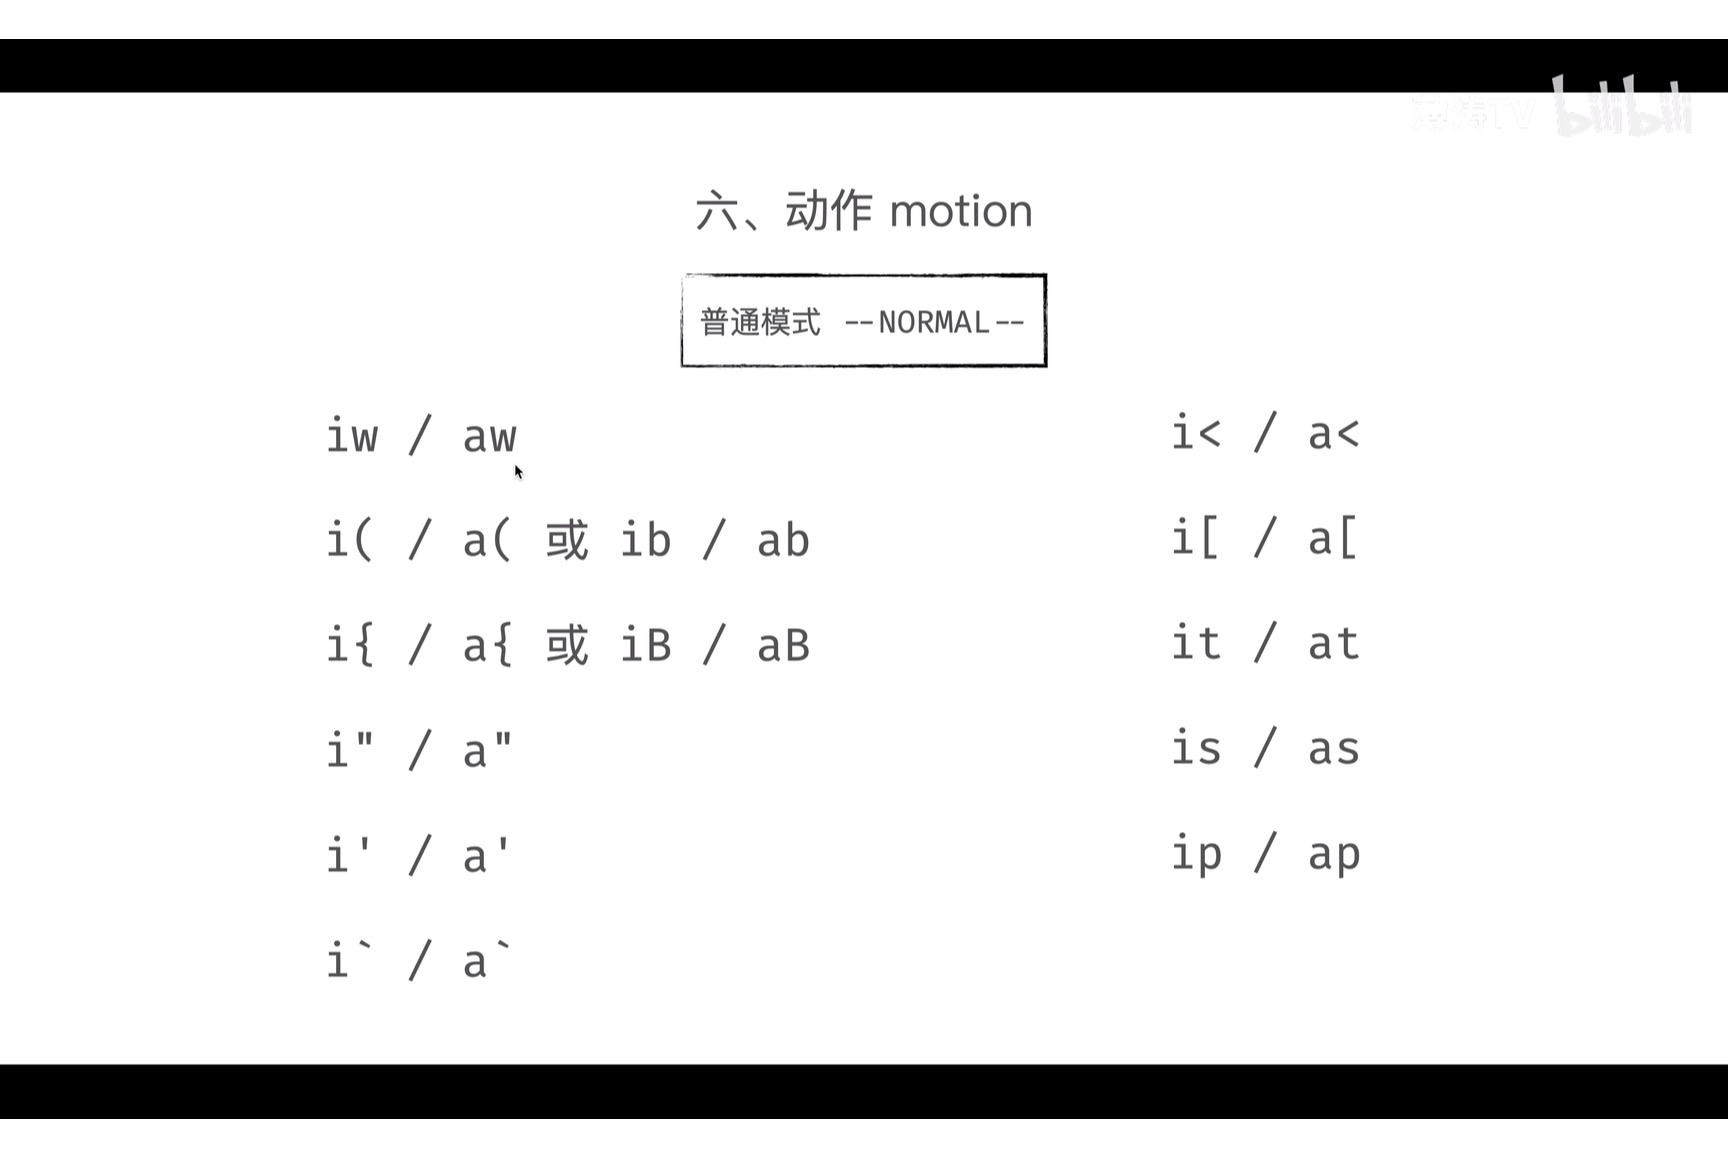 bilibili
六、动作 motion
普通模式 --NORMAL--
iw / aw
i( / a( 或 ib / ab
i{ / a{ 或 iB / aB
i" / a"
i' / a'
i` / a`
i< / a<
i[ / a[
it / at
is / as
ip / ap